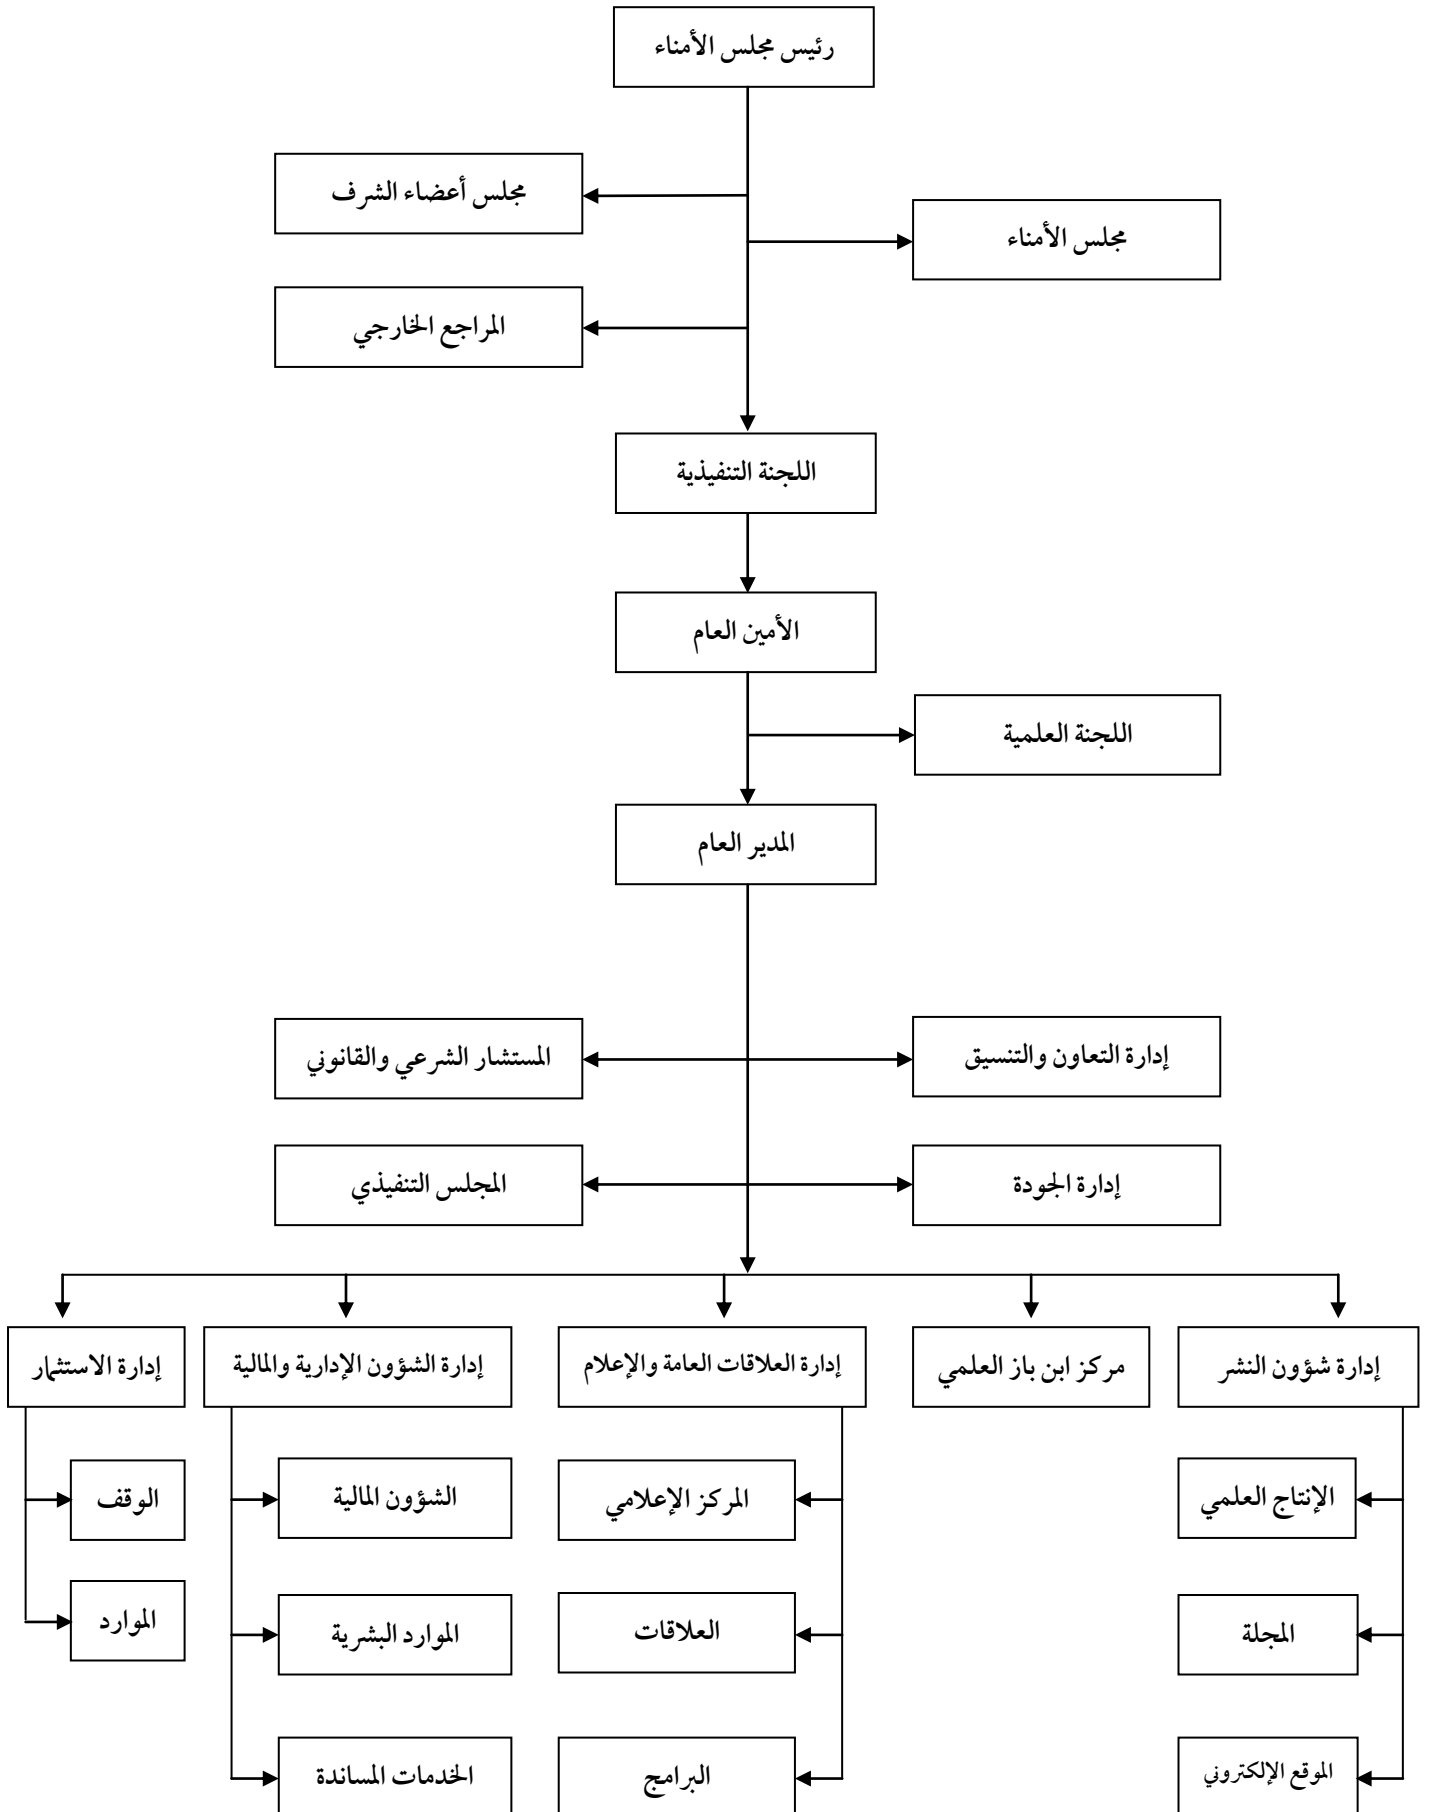 رئيس مجلس الأمناء
مجلس أعضاء الشرف
مجلس الأمناء
المراجع الخارجي
اللجنة التنفيذية
الأمين العام
اللجنة العلمية
المدير العام
إدارة التعاون والتنسيق
المستشار الشرعي والقانوني
إدارة الجودة
المجلس التنفيذي
إدارة شؤون النشر
مركز ابن باز العلمي
إدارة العلاقات العامة والإعلام
إدارة الشؤون الإدارية والمالية
إدارة الاستثمار
الإنتاج العلمي
المركز الإعلامي
الشؤون المالية
الوقف
المجلة
العلاقات
الموارد البشرية
الموارد
الموقع الإلكتروني
البرامج
الخدمات المساندة